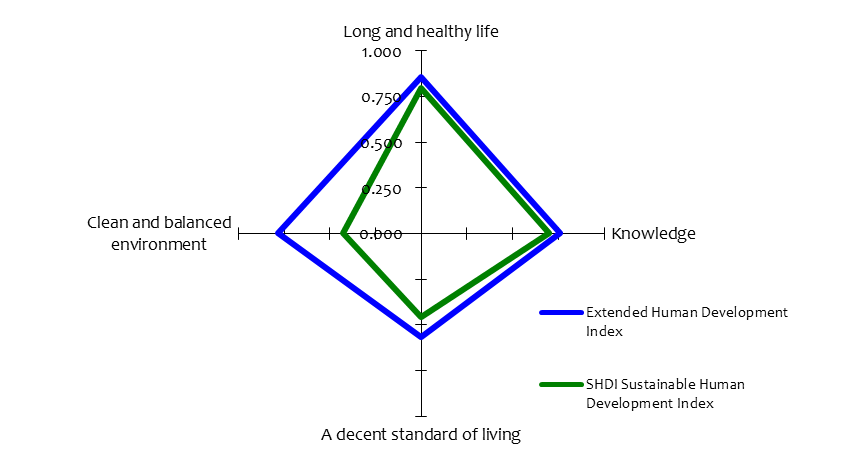 Long and healthy life
1.000
0.750
0.500
0.250
0.000
Clean and balanced
environment
Knowledge
Extended Human Development
Index
SHDI Sustainable Human
Development Index
A decent standard of living